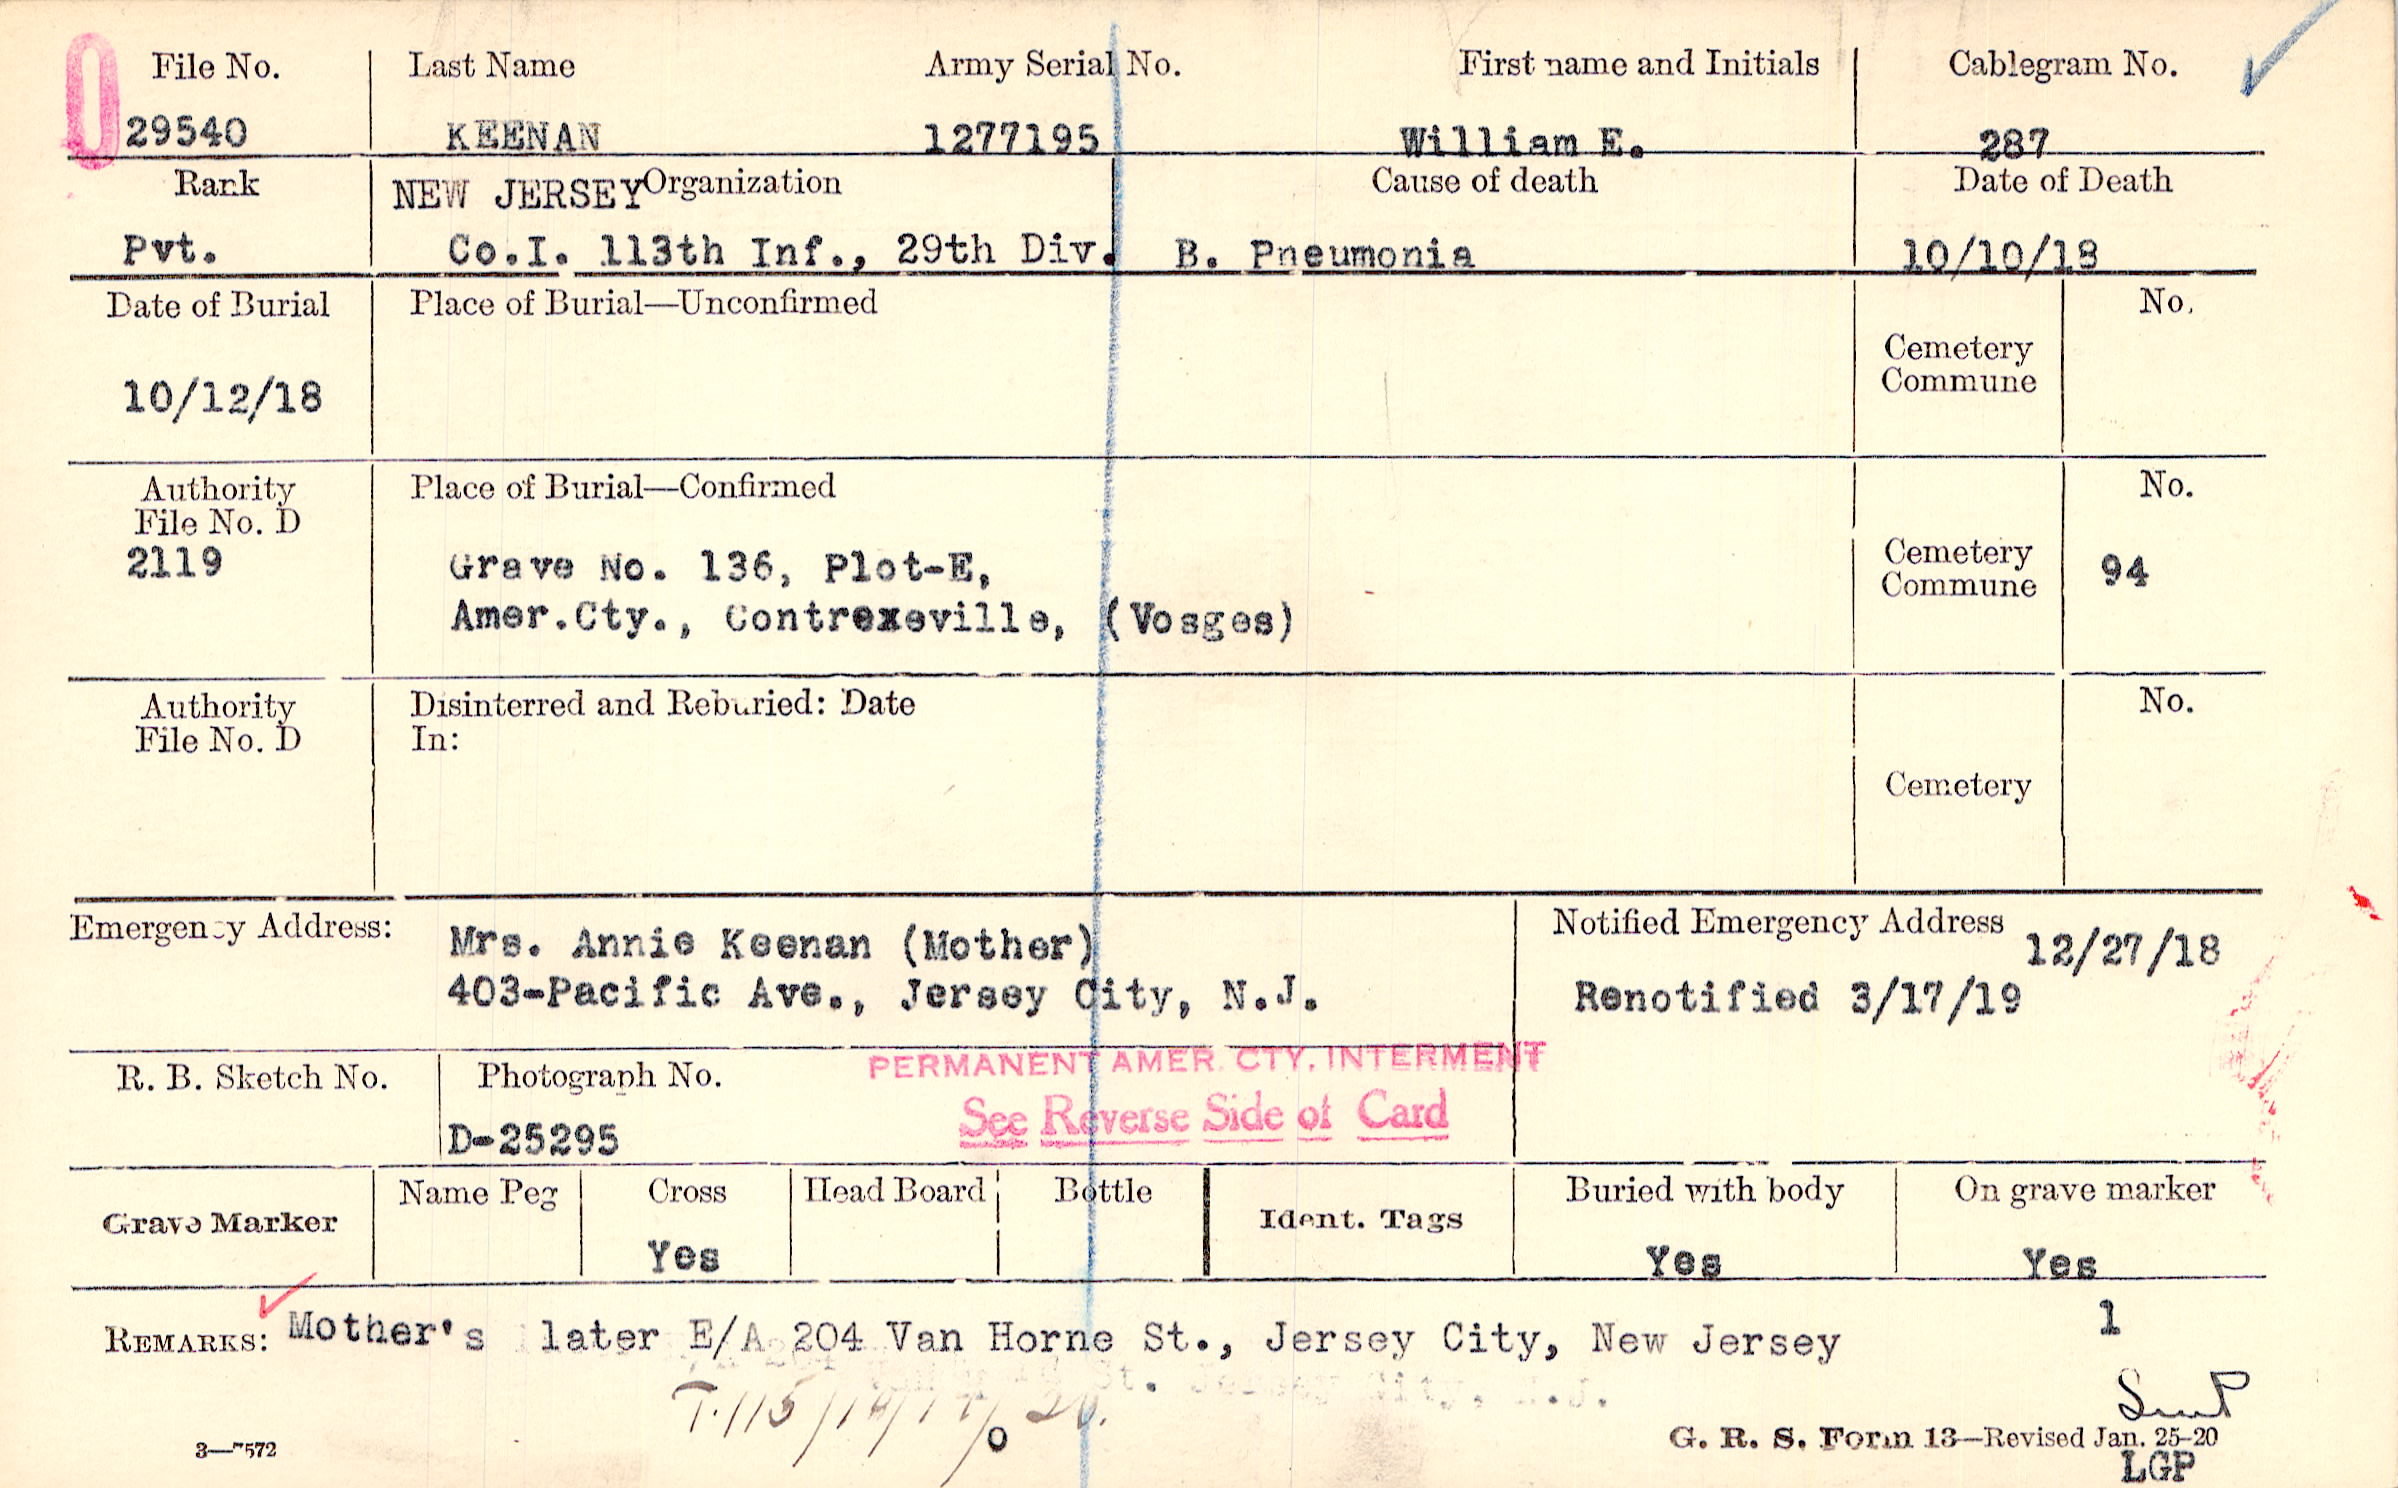 File No. Last Name Army Serial No. First name and Initials Cablegram No.
29540 KEENAN 1277195 William E. 287
Rank NEW JERSEY Organization Cause of death Date of Death
Pvt. Co.I. 113th Inf., 29th Div. B. Pneumonia 10/10/18
Date of Burial Place of Burial—Unconfirmed No.
Cemetery
Commune
10/12/18
Authority Place of Burial—Confirmed No.
File No. D
2119 Grave No. 136, Plot-E, Cemetery 94
Commune
Amer.Cty., Contrexeville, (Vosges)
Authority Disinterred and Reburied: Date No.
File No. D In:
Cemetery
Emergency Address: Mrs. Annie Keenan (Mother) Notified Emergency Address 12/27/18
403-Pacific Ave., Jersey City, N.J. Renotified 3/17/19
PERMANENT AMER. CTY. INTERMENT
R. B. Sketch No. Photograph No.
See Reverse Side of Card
D-25295
Grave Marker Name Peg Cross Head Board Bottle Ident. Tags Buried with body On grave marker
Yes Yes Yes
1
REMARKS: Mother's later E/A 204 Van Horne St., Jersey City, New Jersey
St. Jersey City, N.J.
G. R. S. Form 13—Revised Jan. 25-20
3—7572
LGP